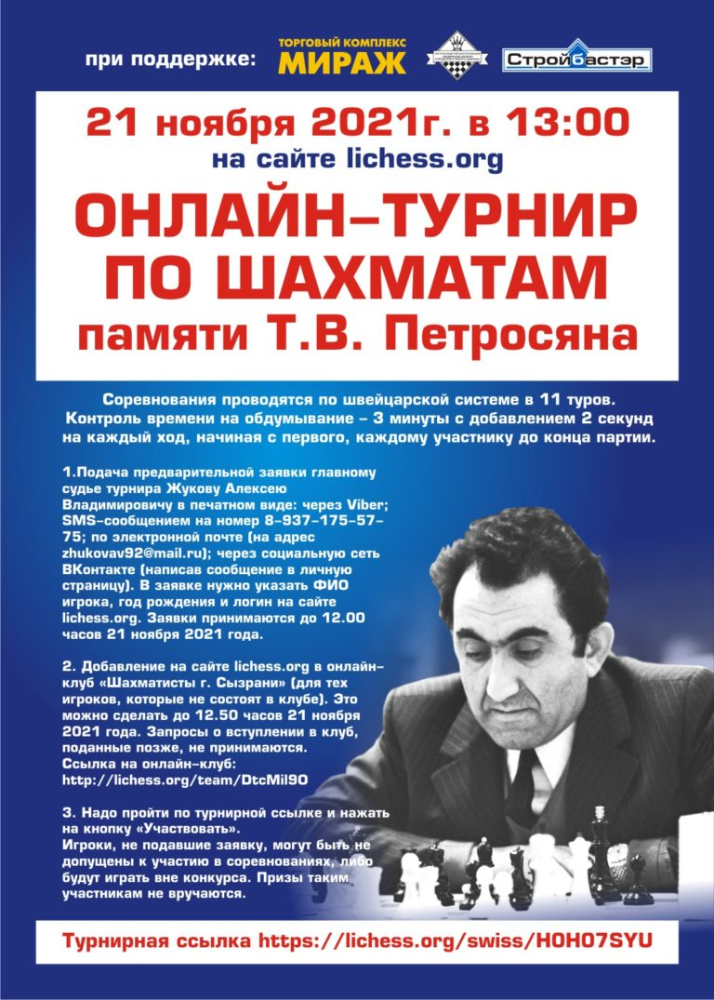 при поддержке:
ТОРГОВЫЙ КОМПЛЕКС
МИРАЖ
Стройбастэр
21 ноября 2021г. в 13:00
на сайте lichess.org
ОНЛАЙН-ТУРНИР
ПО ШАХМАТАМ
памяти Т.В. Петросяна
Соревнования проводятся по швейцарской системе в 11 туров.
Контроль времени на обдумывание - 3 минуты с добавлением 2 секунд
на каждый ход, начиная с первого, каждому участнику до конца партии.
1.Подача предварительной заявки главному
судье турнира Жукову Алексею
Владимировичу в печатном виде: через Viber;
SMS-сообщением на номер 8-937-175-57-
75; по электронной почте (на адрес
zhukovav92@mail.ru); через социальную сеть
ВКонтакте (написав сообщение в личную
страницу). В заявке нужно указать ФИО
игрока, год рождения и логин на сайте
lichess.org. Заявки принимаются до 12.00
часов 21 ноября 2021 года.
2. Добавление на сайте lichess.org в онлайн-
клуб «Шахматисты г. Сызрани» (для тех
игроков, которые не состоят в клубе). Это
можно сделать до 12.50 часов 21 ноября
2021 года. Запросы о вступлении в клуб,
поданные позже, не принимаются.
Ссылка на онлайн-клуб:
http://lichess.org/team/DtcMil90
3. Надо пройти по турнирной ссылке и нажать
на кнопку «Участвовать».
Игроки, не подавшие заявку, могут быть не
допущены к участию в соревнованиях, либо
будут играть вне конкурса. Призы таким
участникам не вручаются.
Турнирная ссылка https://lichess.org/swiss/H0H07SYU